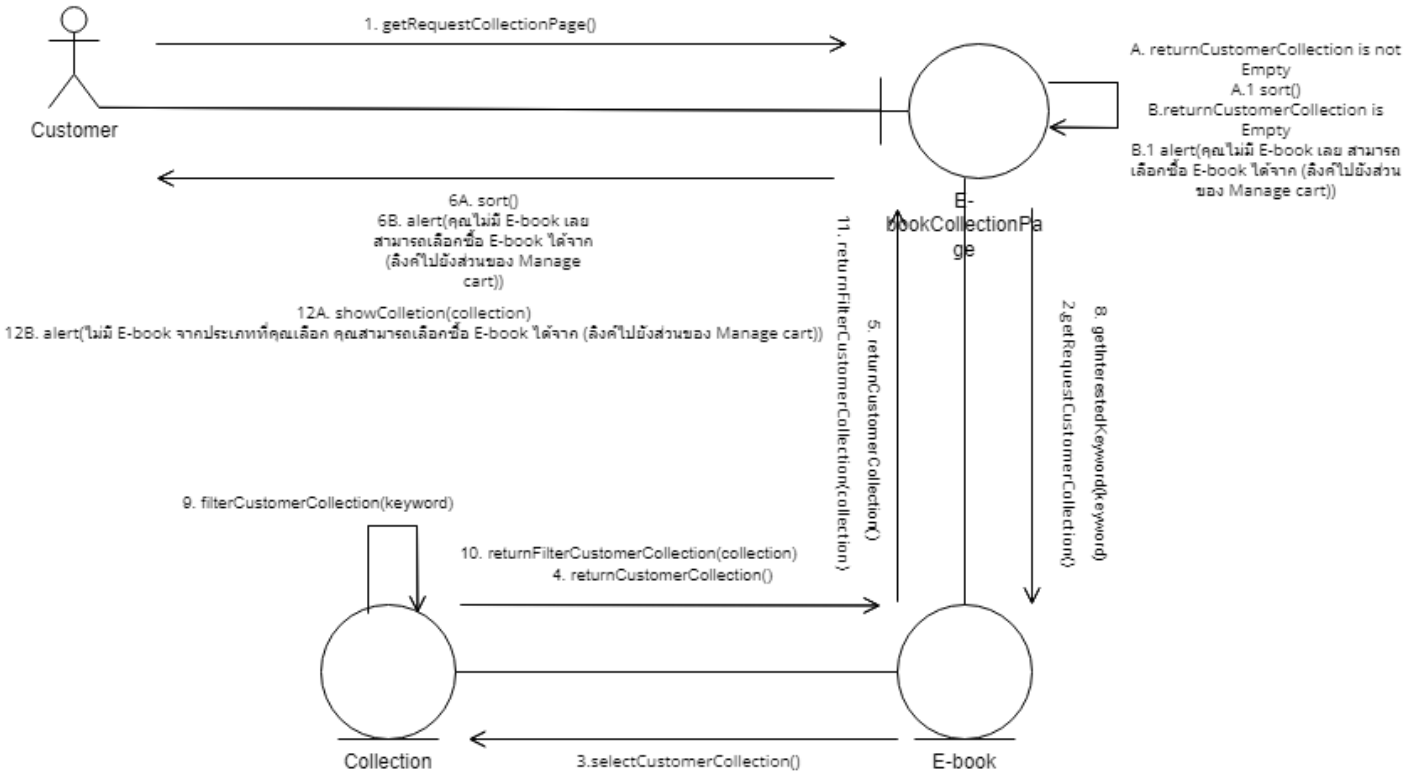 1. getRequestCollectionPage()
Customer
A. returnCustomerCollection is not
Empty
A.1 sort()
B.returnCustomerCollection is
Empty
B.1 alert(คุณไม่มี E-book เลย สามารถ
เลือกซื้อ E-book ได้จาก (ลิงค์ไปยังส่วน
ของ Manage cart))
E-
bookCollectionPa
ge
6A. sort()
6B. alert(คุณไม่มี E-book เลย
สามารถเลือกซื้อ E-book ได้จาก
(ลิงค์ไปยังส่วนของ Manage
cart))
12A. showColletion(collection)
12B. alert(ไม่มี E-book จากประเภทที่คุณเลือก คุณสามารถเลือกซื้อ E-book ได้จาก (ลิงค์ไปยังส่วนของ Manage cart))
11. returnFilterCustomerCollection(collection)
5. returnCustomerCollection()
2.getRequestCustomerCollection()
8. getInterestedKeyword(keyword)
9. filterCustomerCollection(keyword)
10. returnFilterCustomerCollection(collection)
4. returnCustomerCollection()
Collection
3.selectCustomerCollection()
E-book